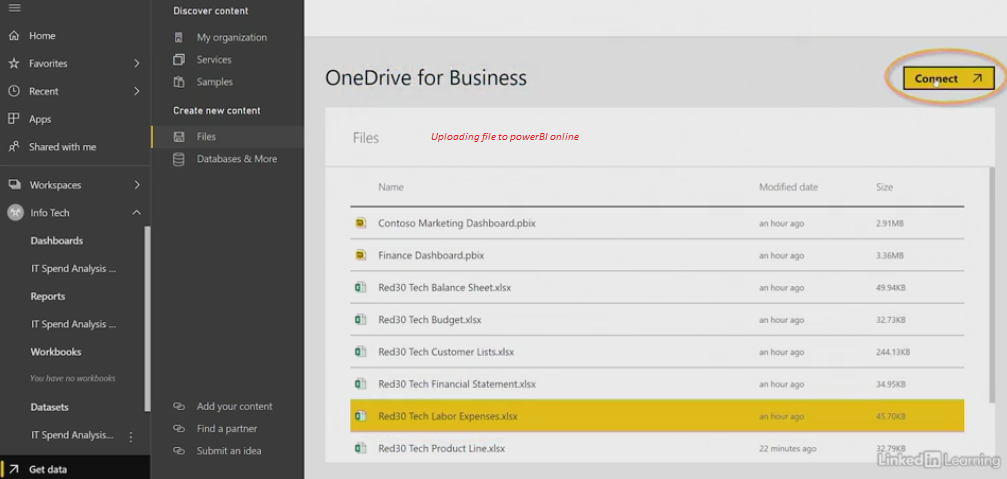 Home
Favorites
Recent
Apps
Shared with me
Workspaces
Info Tech
Dashboards
IT Spend Analysis ...
Reports
IT Spend Analysis ...
Workbooks
You have no workbooks
Datasets
IT Spend Analysis...
Get data
Discover content
My organization
Services
Samples
Create new content
Files
Databases & More
Add your content
Find a partner
Submit an idea
OneDrive for Business
Connect
Files
Uploading file to powerBI online
Name Modified date Size
Contoso Marketing Dashboard.pbix an hour ago 2.91MB
Finance Dashboard.pbix an hour ago 3.36MB
Red30 Tech Balance Sheet.xlsx an hour ago 49.94KB
Red30 Tech Budget.xlsx an hour ago 32.73KB
Red30 Tech Customer Lists.xlsx an hour ago 244.13KB
Red30 Tech Financial Statement.xlsx an hour ago 34.95KB
Red30 Tech Labor Expenses.xlsx an hour ago 45.70KB
Red30 Tech Product Line.xlsx 22 minutes ago 32.79KB
Linked in Learning